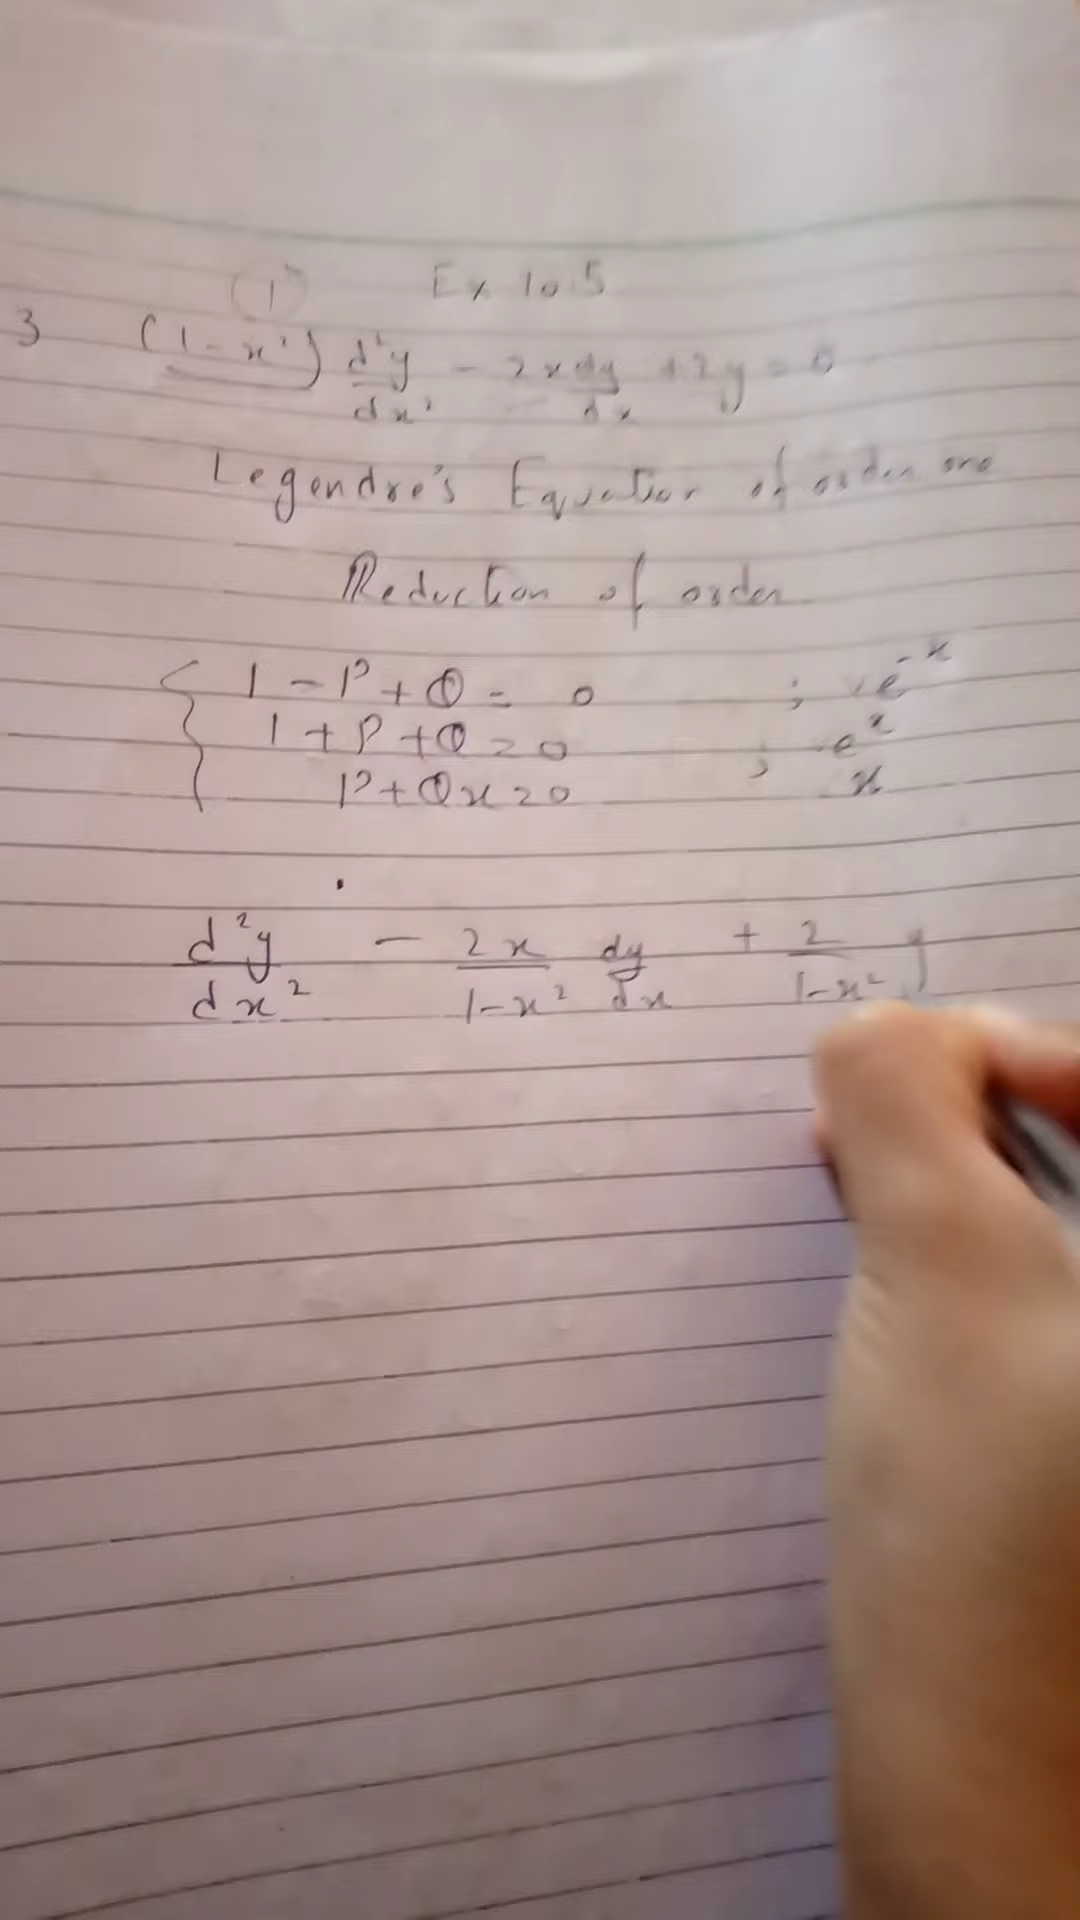 ① Ex 10.5
3 (1-x²) d²y/dx² - 2x dy/dx + 2y = 0
Legendre's Equation of order one
Reduction of order
1 - P + Q = 0 ; e⁻ˣ
1 + P + Q = 0 ; eˣ
P + Qx = 0 x
d²y/dx² - 2x/1-x² dy/dx + 2/1-x² y